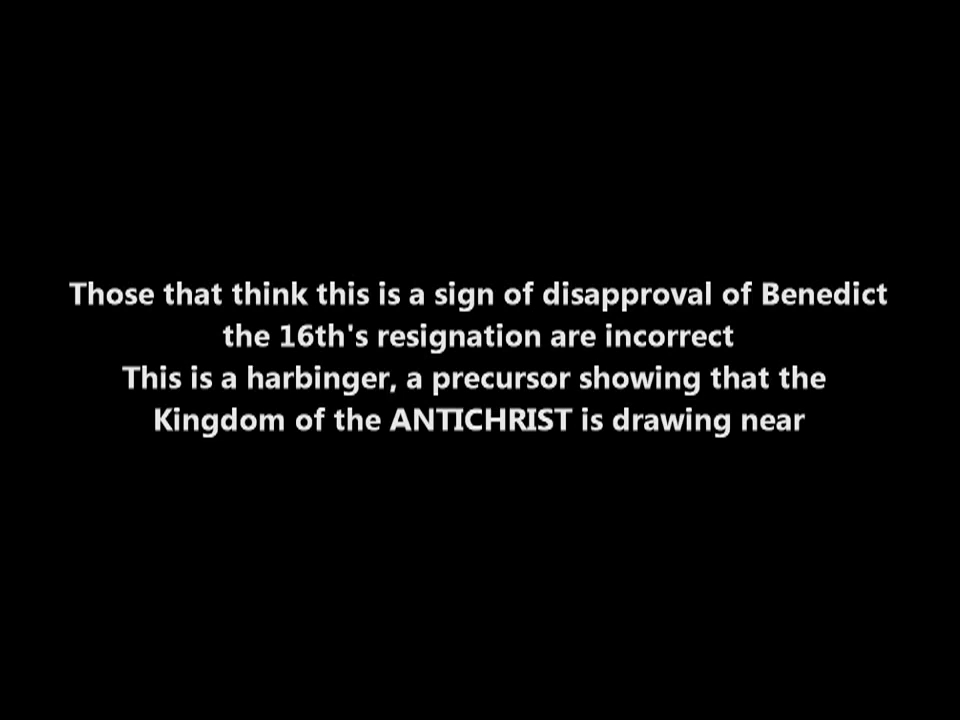 Those that think this is a sign of disapproval of Benedict
the 16th's resignation are incorrect
This is a harbinger, a precursor showing that the
Kingdom of the ANTICHRIST is drawing near